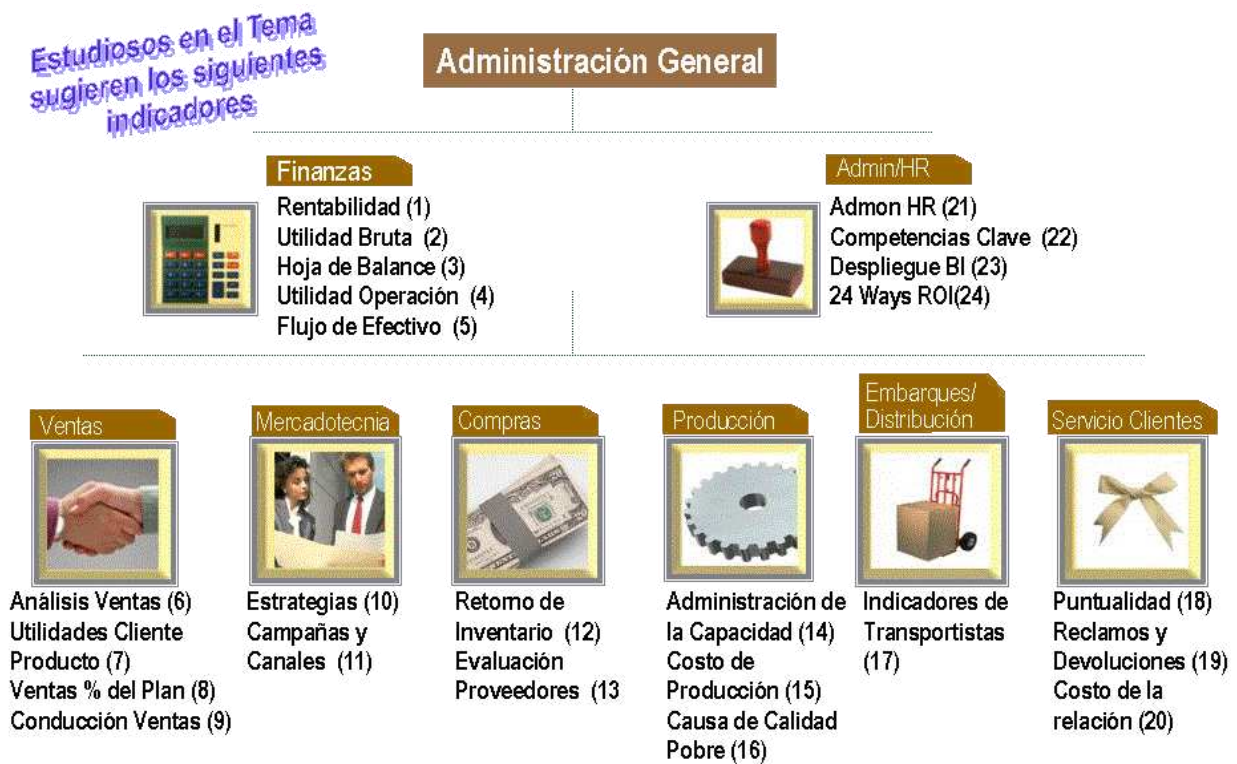 Estudiosos en el Tema
sugieren los siguientes
indicadores
Administración General
Finanzas
Rentabilidad (1)
Utilidad Bruta (2)
Hoja de Balance (3)
Utilidad Operación (4)
Flujo de Efectivo (5)
Admin/HR
Admon HR (21)
Competencias Clave (22)
Despliegue BI (23)
24 Ways ROI(24)
Ventas
Análisis Ventas (6)
Utilidades Cliente
Producto (7)
Ventas % del Plan (8)
Conducción Ventas (9)
Mercadotecnia
Estrategias (10)
Campañas y
Canales (11)
Compras
Retorno de
Inventario (12)
Evaluación
Proveedores (13
Producción
Administración de
la Capacidad (14)
Costo de
Producción (15)
Causa de Calidad
Pobre (16)
Embarques/
Distribución
Indicadores de
Transportistas
(17)
Servicio Clientes
Puntualidad (18)
Reclamos y
Devoluciones (19)
Costo de la
relación (20)